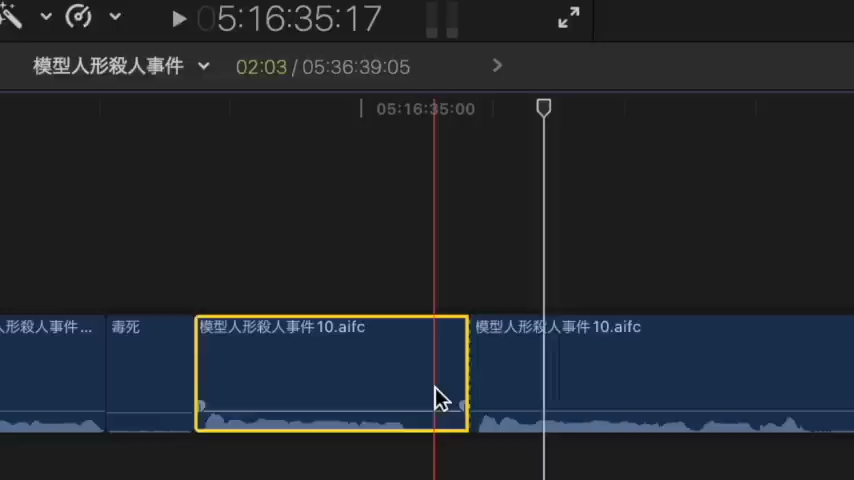 05:16:35:17
模型人形殺人事件 02:03 / 05:36:39:05
05:16:35:00
人形殺人事件... 毒死 模型人形殺人事件 10.aifc 模型人形殺人事件 10.aifc